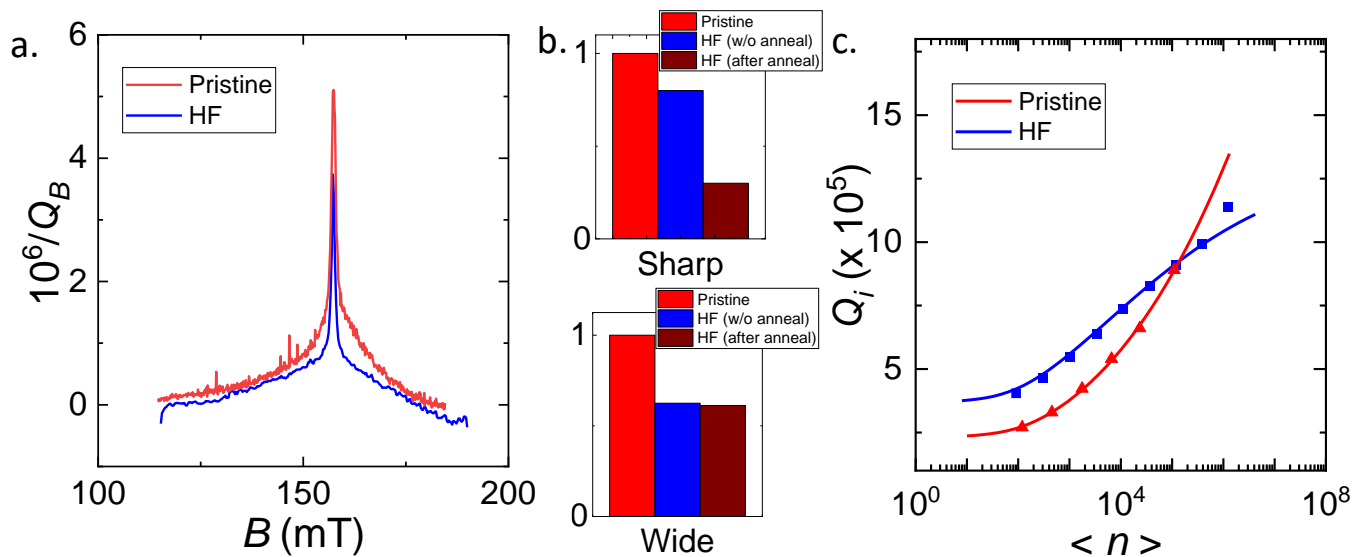 a.
6
4
2
0
10⁶/Q_B
Pristine
HF
100
150
200
B (mT)
b.
Pristine
HF (w/o anneal)
HF (after anneal)
1
0
Sharp
Pristine
HF (w/o anneal)
HF (after anneal)
1
0
Wide
c.
Pristine
HF
15
10
5
Q_i (x 10⁵)
10⁰
10⁴
10⁸
< n >